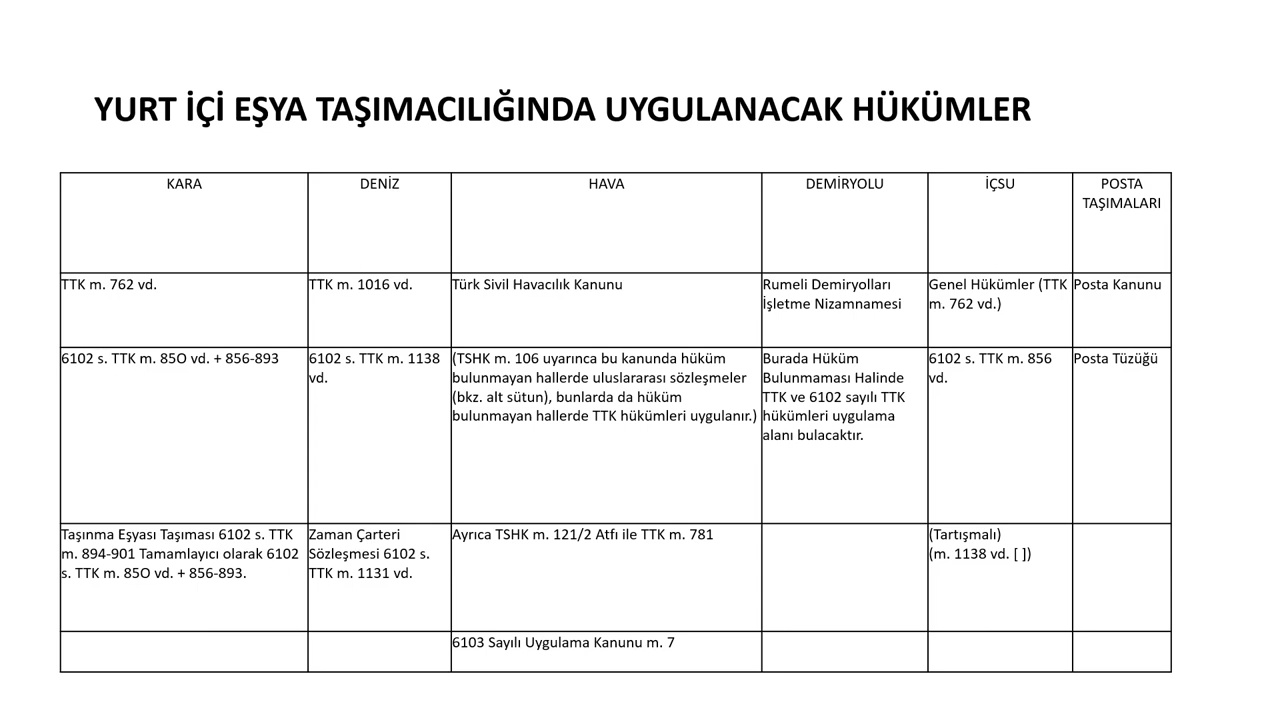 YURT İÇİ EŞYA TAŞIMACILIĞINDA UYGULANACAK HÜKÜMLER
KARA
DENİZ
HAVA
DEMİRYOLU
İÇSU
POSTA
TAŞIMALARI
TTK m. 762 vd.
TTK m. 1016 vd.
Türk Sivil Havacılık Kanunu
Rumeli Demiryolları
İşletme Nizamnamesi
Genel Hükümler (TTK
m. 762 vd.)
Posta Kanunu
6102 s. TTK m. 85O vd. + 856-893
6102 s. TTK m. 1138
vd.
(TSHK m. 106 uyarınca bu kanunda hüküm
bulunmayan hallerde uluslararası sözleşmeler
(bkz. alt sütun), bunlarda da hüküm
bulunmayan hallerde TTK hükümleri uygulanır.)
Burada Hüküm
Bulunmaması Halinde
TTK ve 6102 sayılı TTK
hükümleri uygulama
alanı bulacaktır.
6102 s. TTK m. 856
vd.
Posta Tüzüğü
Taşınma Eşyası Taşıması 6102 s. TTK
m. 894-901 Tamamlayıcı olarak 6102
s. TTK m. 85O vd. + 856-893.
Zaman Çarteri
Sözleşmesi 6102 s.
TTK m. 1131 vd.
Ayrıca TSHK m. 121/2 Atfı ile TTK m. 781
(Tartışmalı)
(m. 1138 vd. [ ])
6103 Sayılı Uygulama Kanunu m. 7